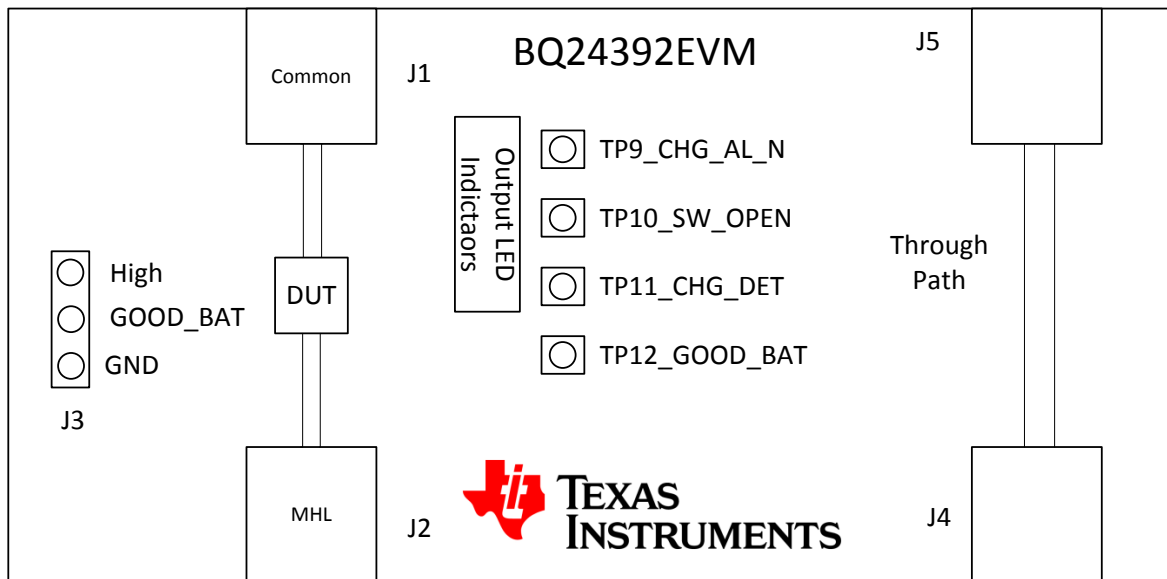 BQ24392EVM
Common
J1
J5
Output LED
Indictaors
TP9_CHG_AL_N
TP10_SW_OPEN
TP11_CHG_DET
TP12_GOOD_BAT
High
GOOD_BAT
GND
J3
DUT
Through
Path
MHL
J2
TEXAS
INSTRUMENTS
J4